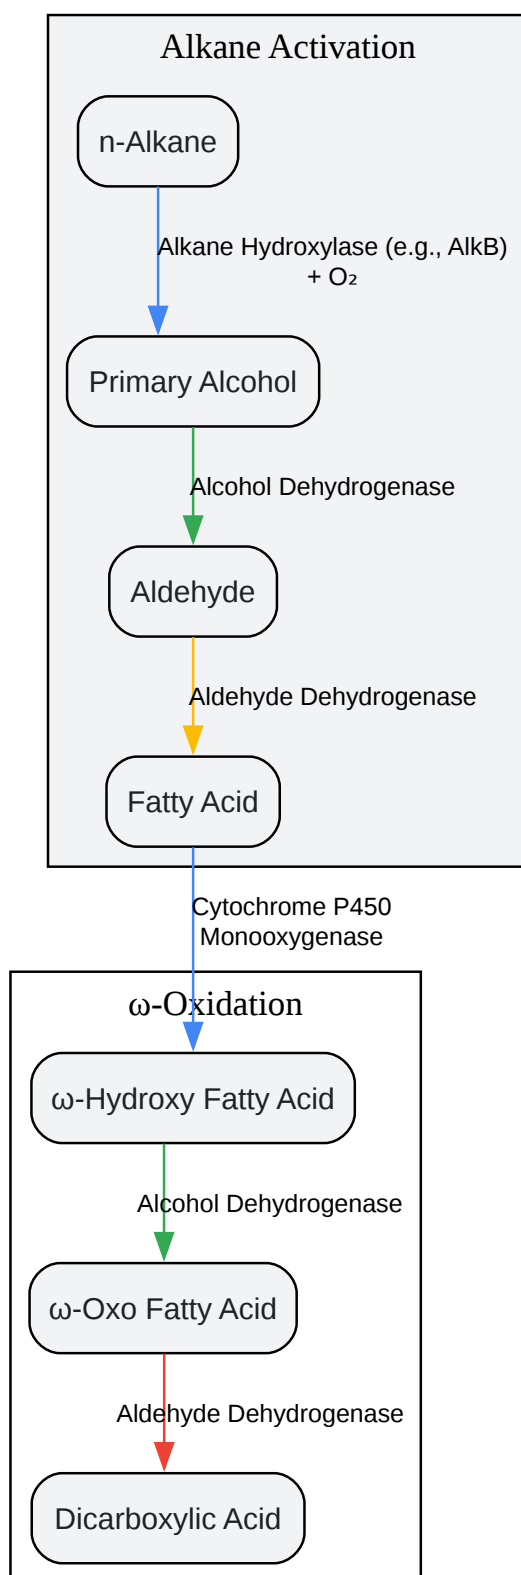 Alkane Activation
n-Alkane
Alkane Hydroxylase (e.g., AlkB)
+ O₂
Primary Alcohol
Alcohol Dehydrogenase
Aldehyde
Aldehyde Dehydrogenase
Fatty Acid
Cytochrome P450
Monooxygenase
ω-Oxidation
ω-Hydroxy Fatty Acid
Alcohol Dehydrogenase
ω-Oxo Fatty Acid
Aldehyde Dehydrogenase
Dicarboxylic Acid